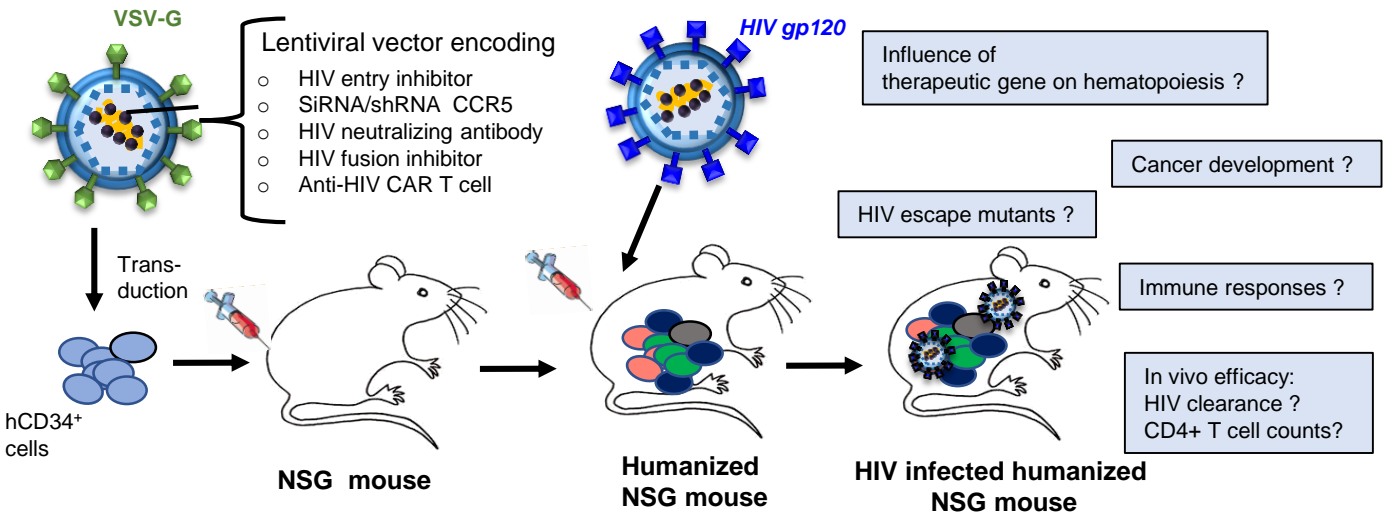 VSV-G
Lentiviral vector encoding
o HIV entry inhibitor
o SiRNA/shRNA CCR5
o HIV neutralizing antibody
o HIV fusion inhibitor
o Anti-HIV CAR T cell
HIV gp120
Influence of
therapeutic gene on hematopoiesis ?
Cancer development ?
HIV escape mutants ?
Immune responses ?
In vivo efficacy:
HIV clearance ?
CD4+ T cell counts?
Trans-
duction
hCD34⁺
cells
NSG mouse
Humanized
NSG mouse
HIV infected humanized
NSG mouse